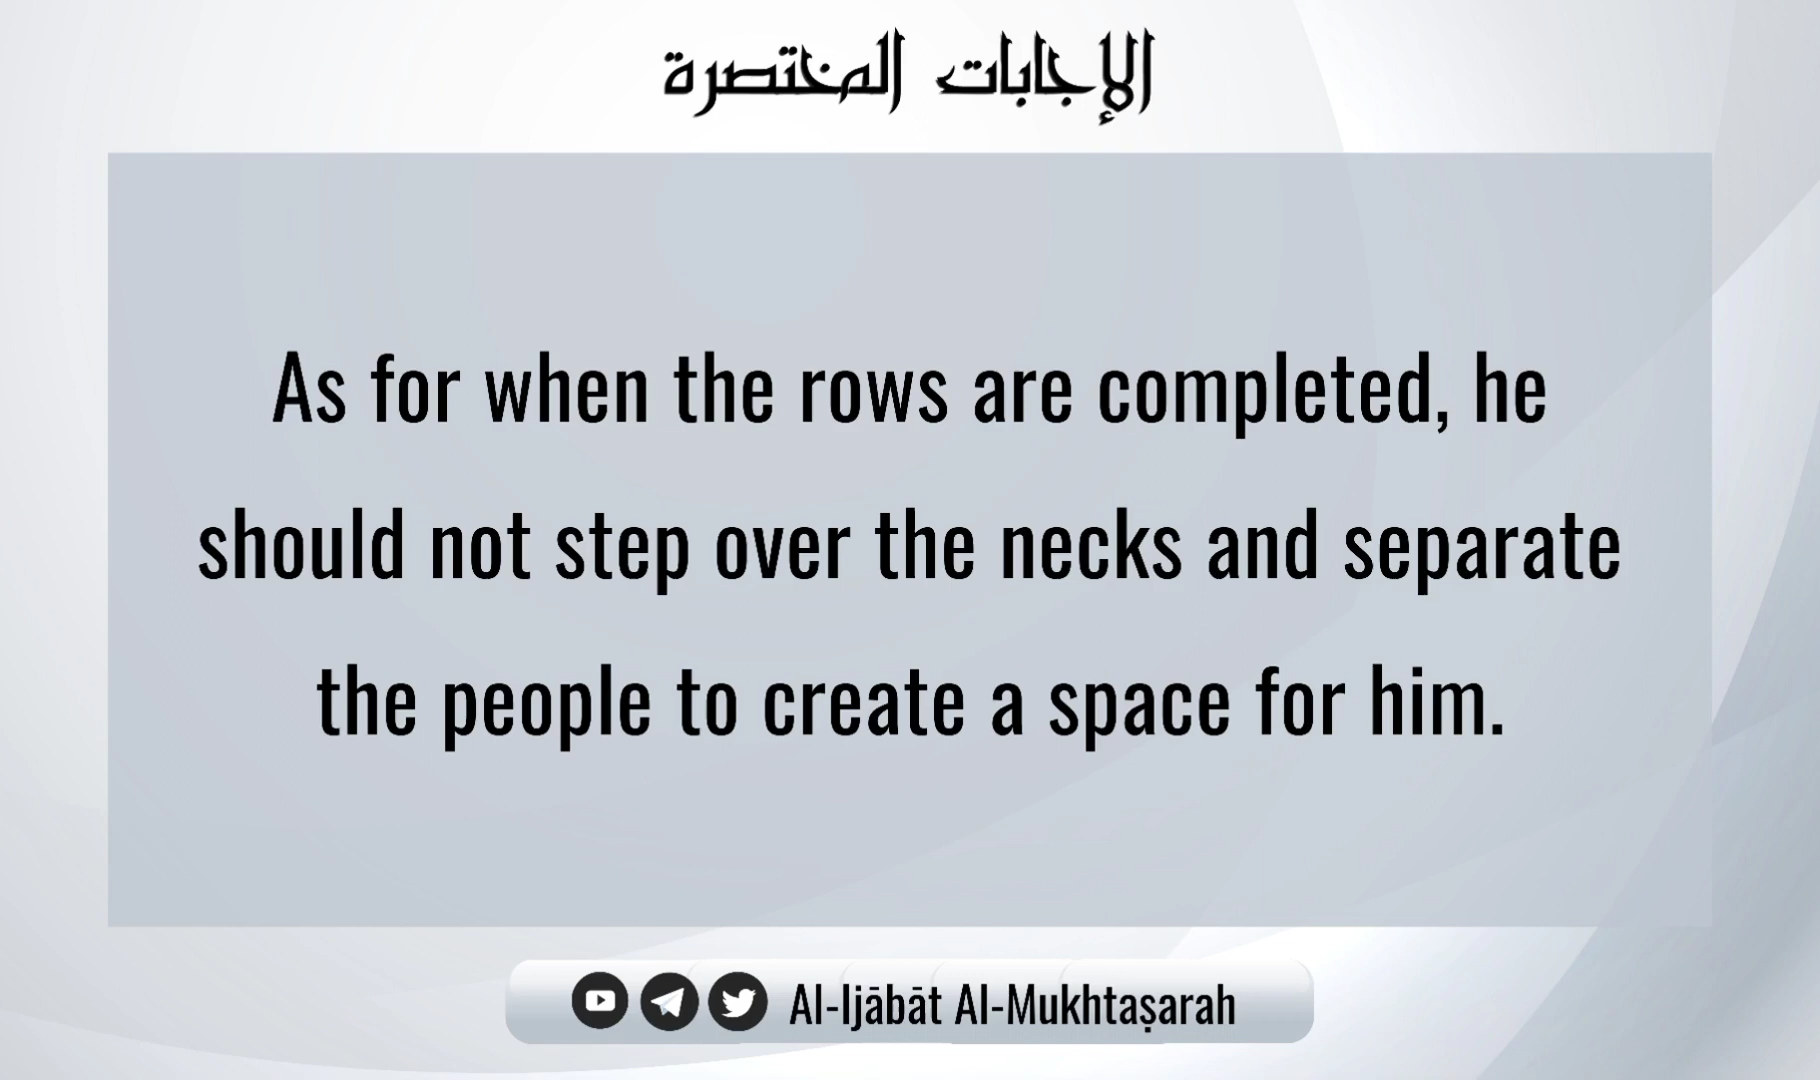 الإجابات المختصرة
As for when the rows are completed, he
should not step over the necks and separate
the people to create a space for him.
Al-Ijābāt Al-Mukhtaṣarah